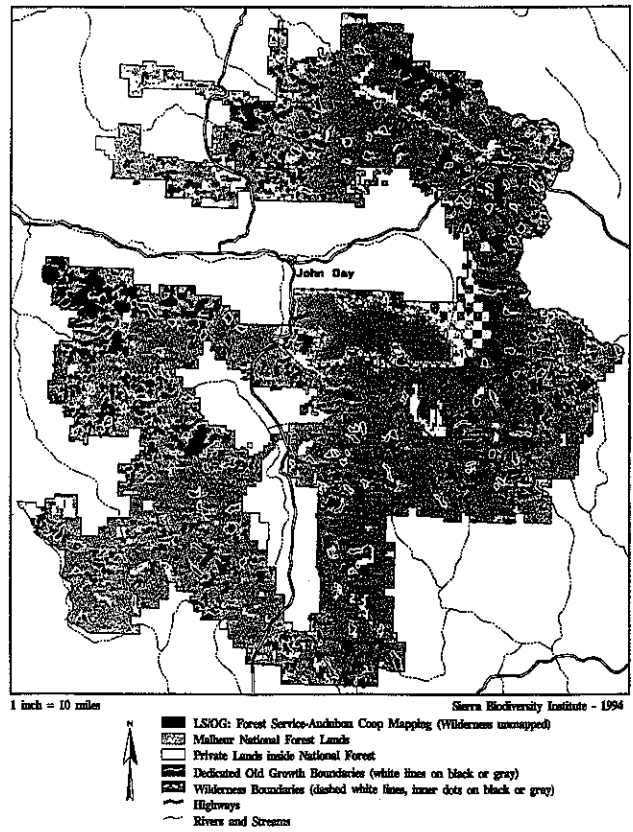 John Day
1 inch = 10 miles
Sierra Biodiversity Institute - 1994
N
LS/OG: Forest Service-Audubon Coop Mapping (Wilderness unmapped)
Malheur National Forest Lands
Private Lands inside National Forest
Dedicated Old Growth Boundaries (white lines on black or gray)
Wilderness Boundaries (dashed white lines, inner dots on black or gray)
Highways
Rivers and Streams